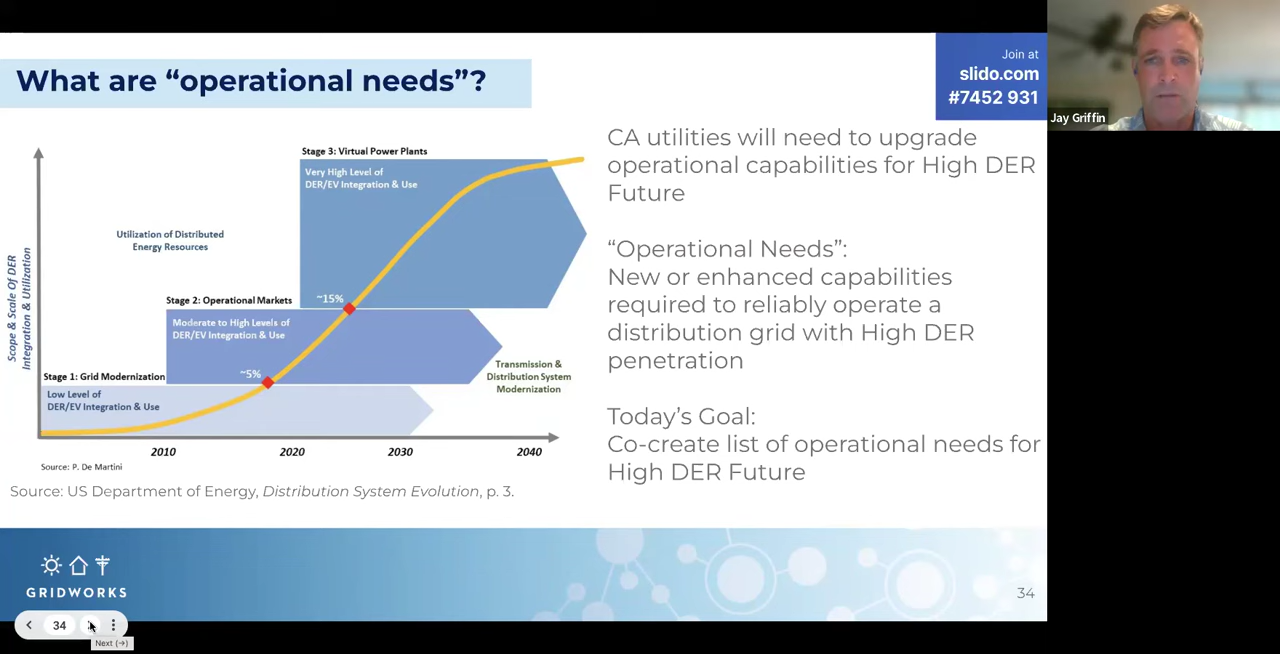 What are “operational needs”?
Join at
slido.com
#7452 931
Jay Griffin
Stage 3: Virtual Power Plants
Very High Level of
DER/EV Integration & Use
Utilization of Distributed
Energy Resources
Scope & Scale Of DER
Integration & Utilization
~15%
Stage 2: Operational Markets
Moderate to High Levels of
DER/EV Integration & Use
~5%
Transmission &
Distribution System
Modernization
Stage 1: Grid Modernization
Low Level of
DER/EV Integration & Use
2010
2020
2030
2040
Source: P. De Martini
Source: US Department of Energy, Distribution System Evolution, p. 3.
CA utilities will need to upgrade
operational capabilities for High DER
Future
“Operational Needs”:
New or enhanced capabilities
required to reliably operate a
distribution grid with High DER
penetration
Today’s Goal:
Co-create list of operational needs for
High DER Future
GRIDWORKS
34
34
Next (→)